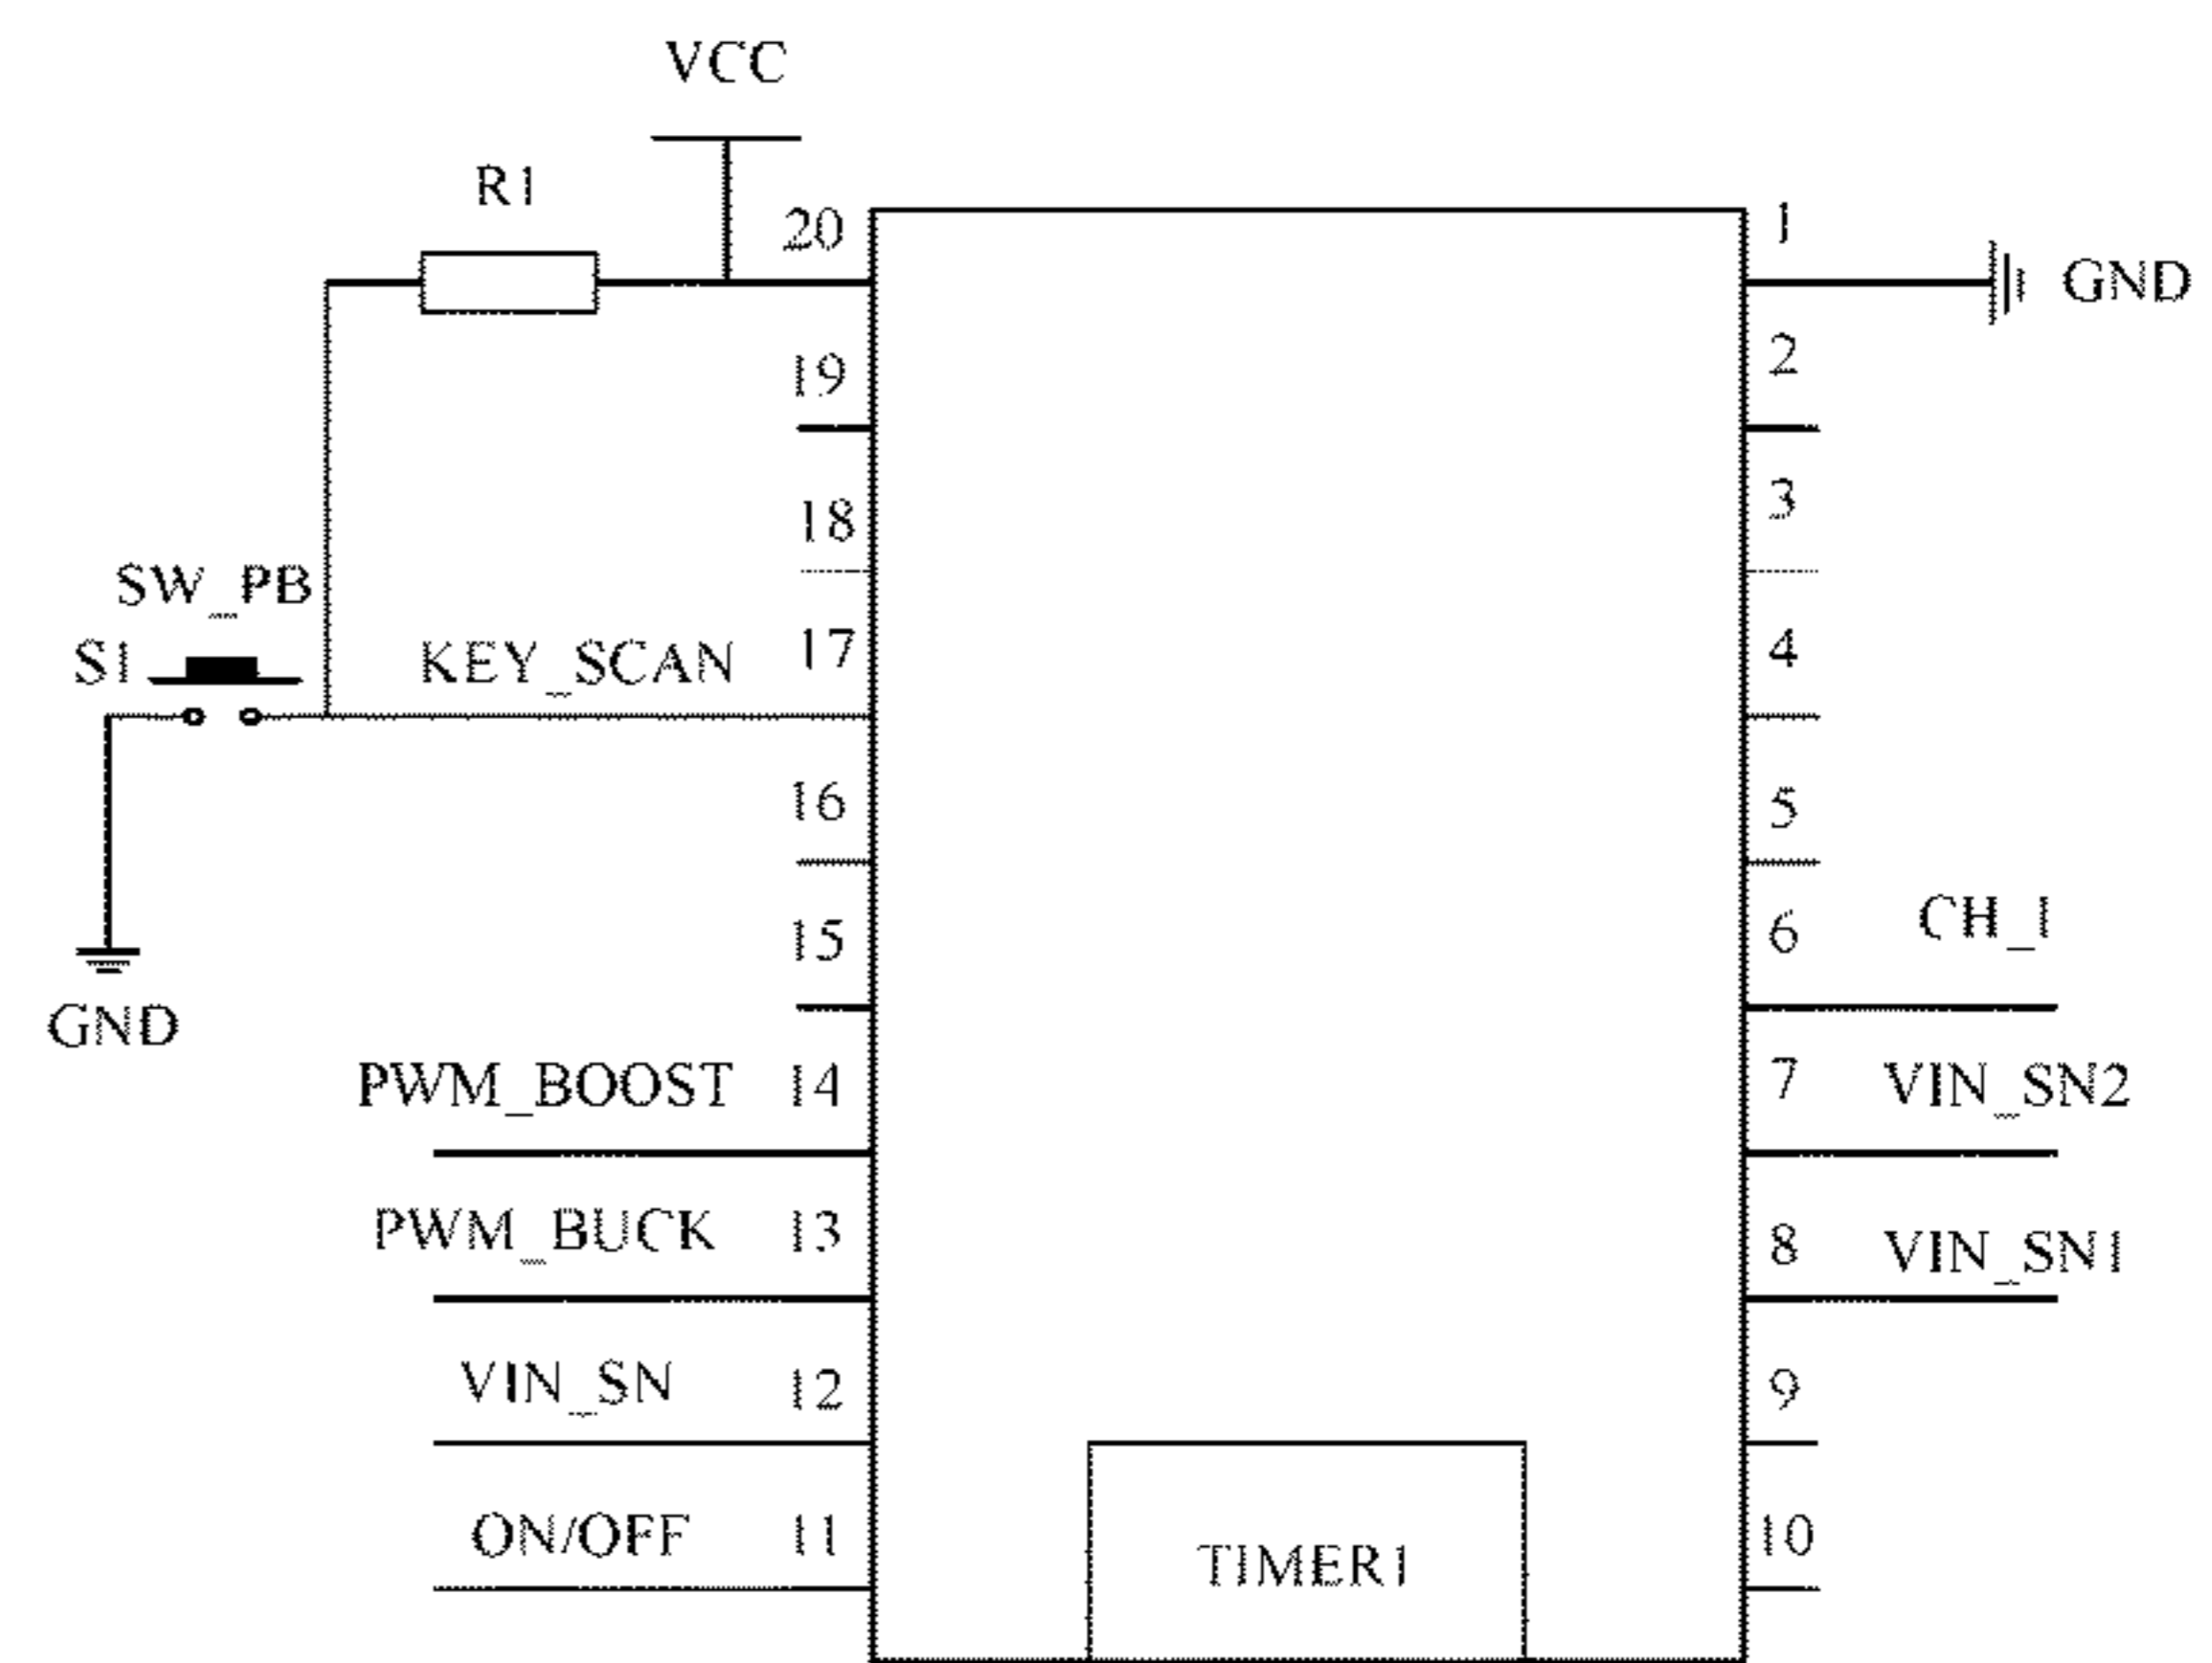 VCC
R1
20
1
GND
19
2
18
3
SW_PB
S1
KEY_SCAN
17
4
16
5
15
6
CH_I
GND
PWM_BOOST
14
7
VIN_SN2
PWM_BUCK
13
8
VIN_SN1
VIN_SN
12
9
ON/OFF
11
10
TIMER1